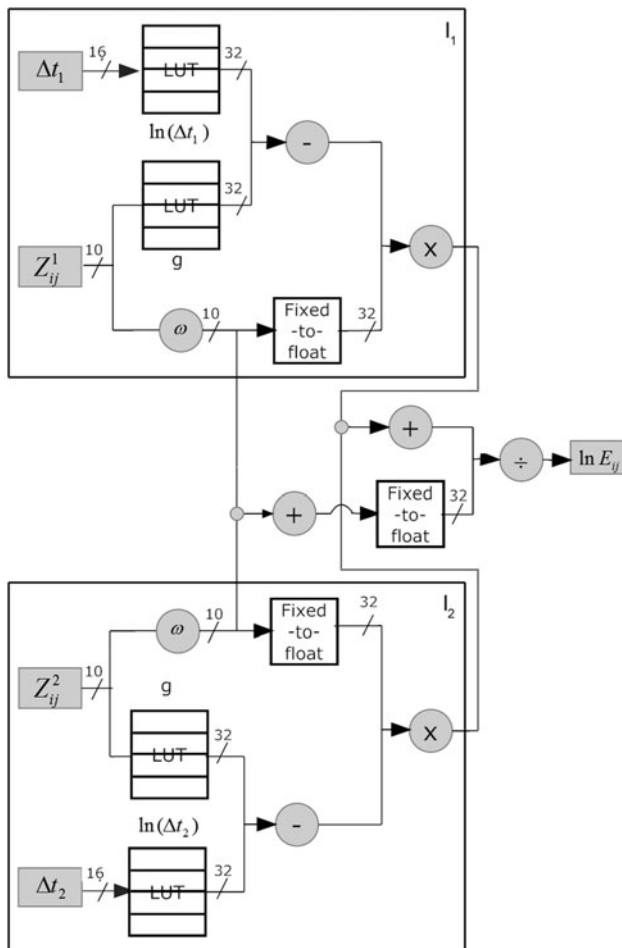 I₁
16
Δt₁
LUT
32
ln(Δt₁)
-
LUT
32
g
10
Z¹ᵢⱼ
x
ω
10
Fixed
-to-
float
32
+
÷
ln Eᵢⱼ
+
Fixed
-to-
float
32
I₂
ω
10
Fixed
-to-
float
32
10
Z²ᵢⱼ
g
x
LUT
32
ln(Δt₂)
-
16
Δt₂
LUT
32